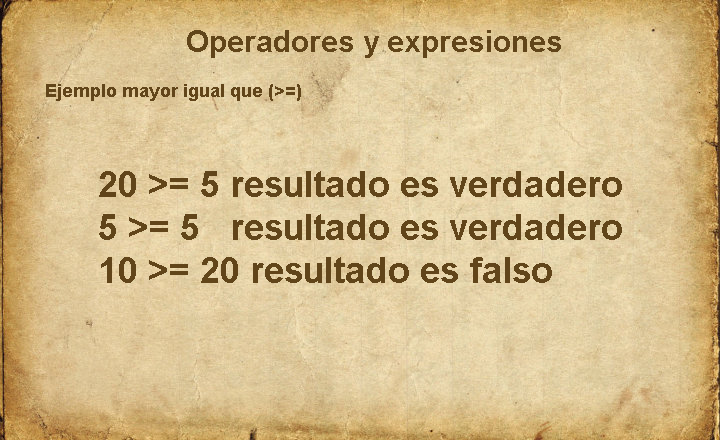 Operadores y expresiones
Ejemplo mayor igual que (>=)
20 >= 5 resultado es verdadero
5 >= 5 resultado es verdadero
10 >= 20 resultado es falso